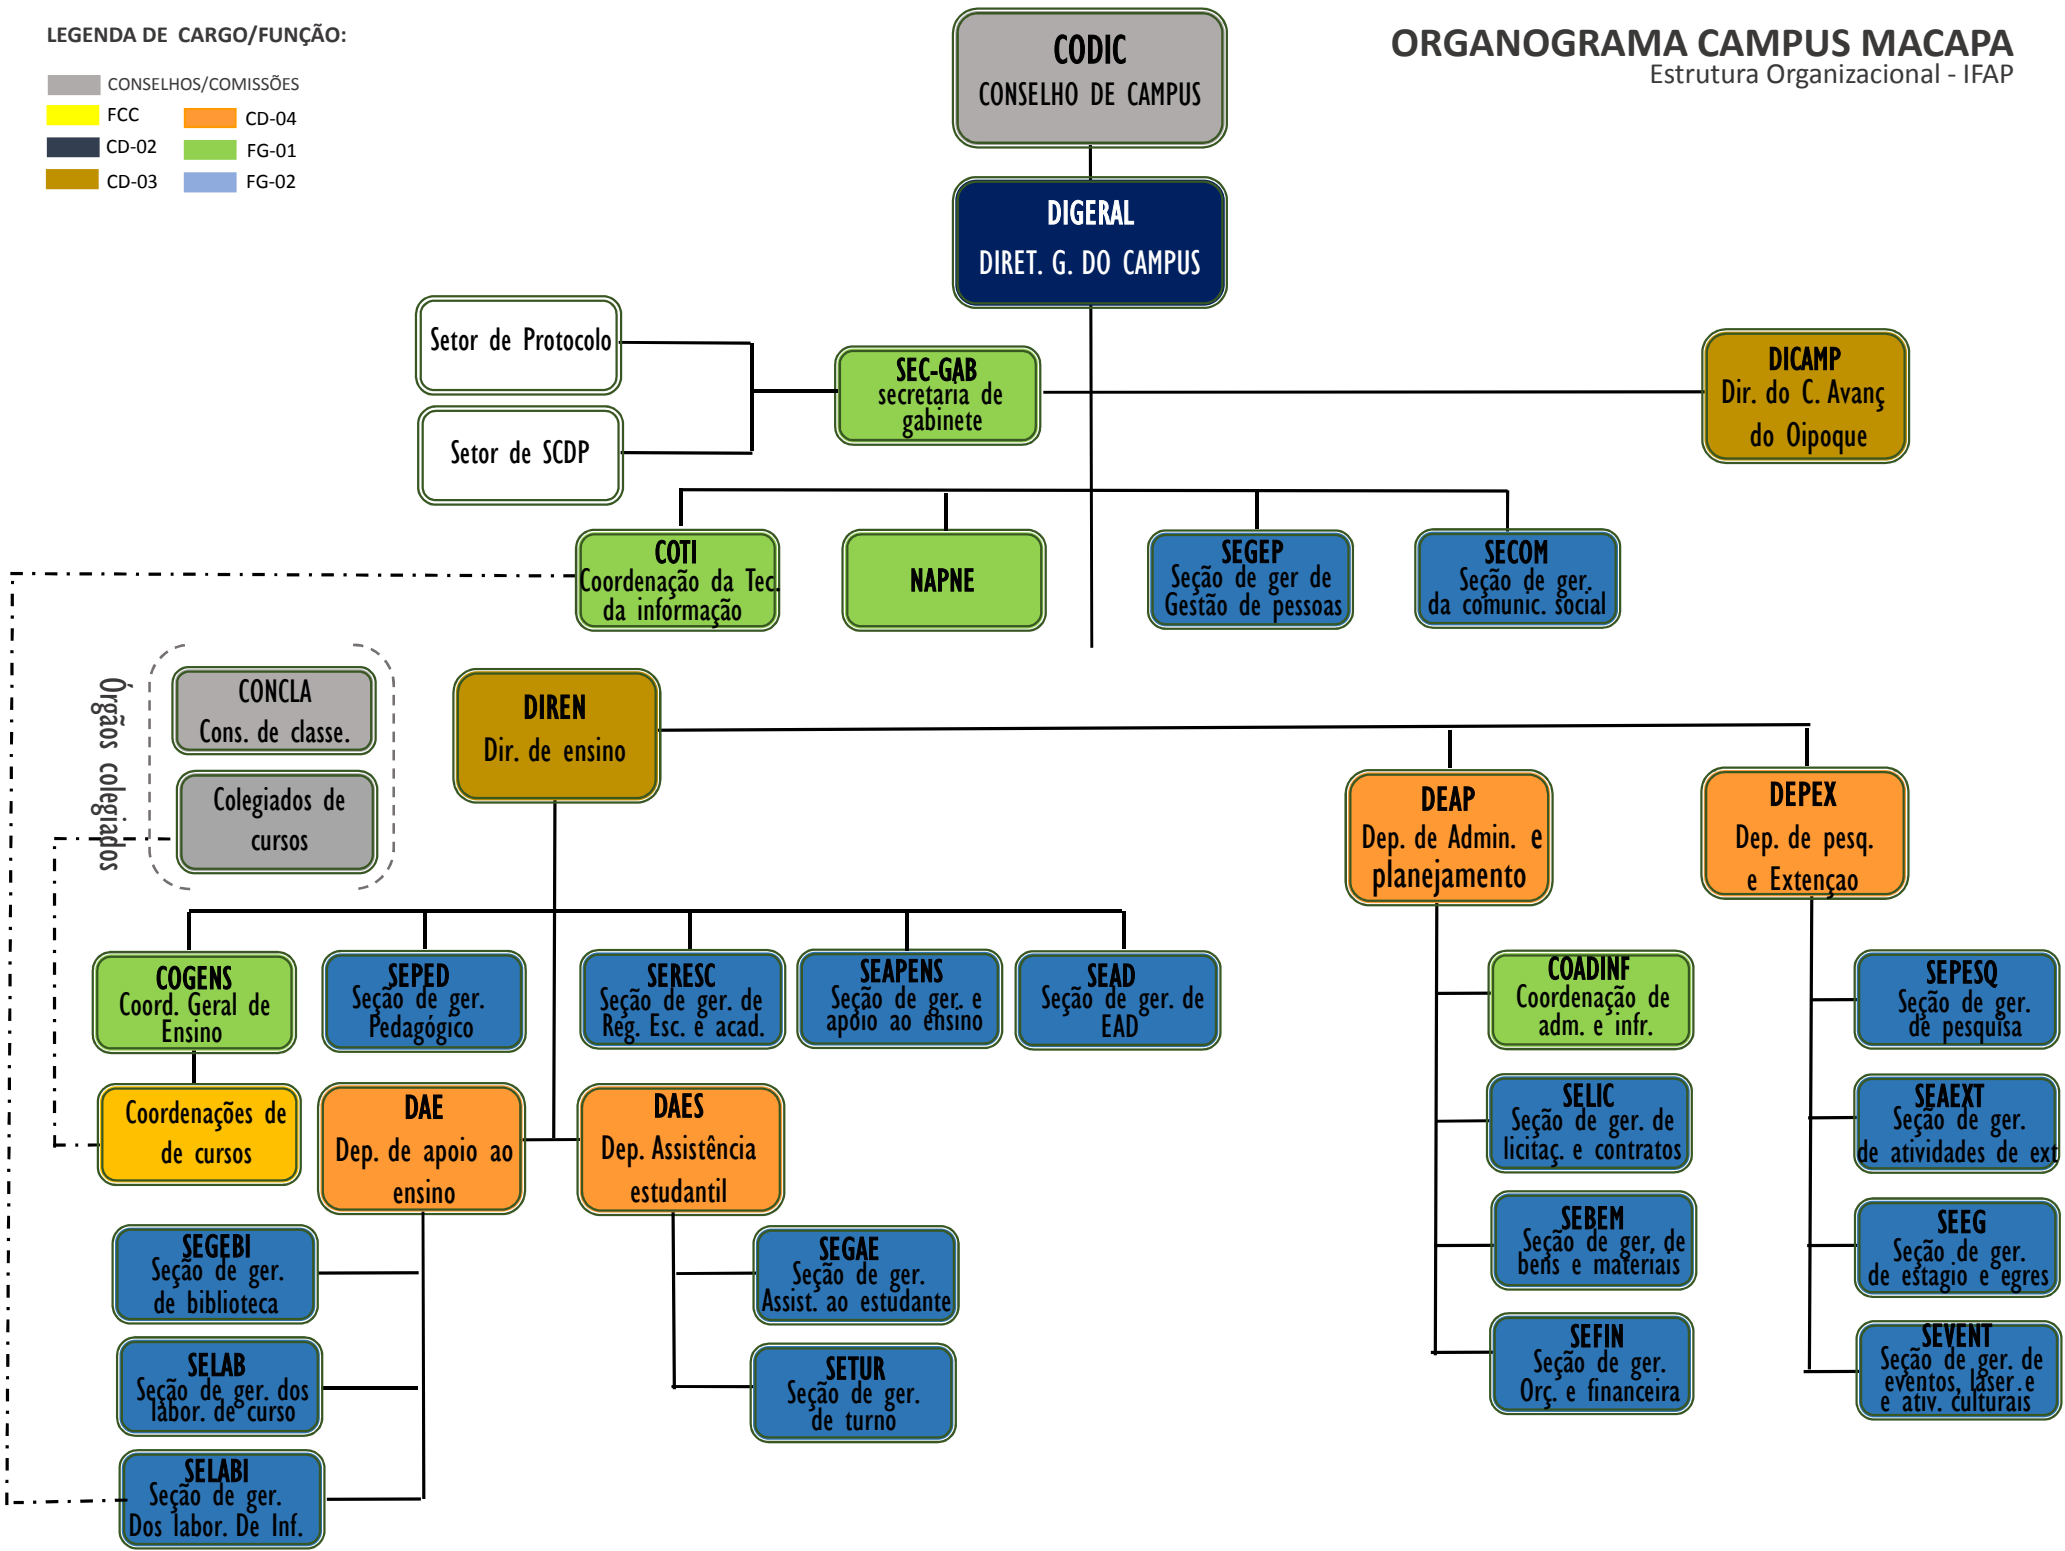 LEGENDA DE CARGO/FUNÇÃO:
CONSELHOS/COMISSÕES
FCC
CD-04
CD-02
FG-01
CD-03
FG-02
ORGANOGRAMA CAMPUS MACAPA
Estrutura Organizacional - IFAP
CODIC
CONSELHO DE CAMPUS
DIGERAL
DIRET. G. DO CAMPUS
Setor de Protocolo
Setor de SCDP
SEC-GAB
secretaria de
gabinete
DICAMP
Dir. do C. Avanç
do Oipoque
COTI
Coordenação da Tec.
da informação
NAPNE
SEGEP
Seção de ger de
Gestão de pessoas
SECOM
Seção de ger.
da comunic. social
Órgãos colegiados
CONCLA
Cons. de classe.
Colegiados de
cursos
DIREN
Dir. de ensino
DEAP
Dep. de Admin. e
planejamento
DEPEX
Dep. de pesq.
e Extençao
COGENS
Coord. Geral de
Ensino
SEPED
Seção de ger.
Pedagógico
SERESC
Seção de ger. de
Reg. Esc. e acad.
SEAPENS
Seção de ger. e
apoio ao ensino
SEAD
Seção de ger. de
EAD
COADINF
Coordenação de
adm. e infr.
SEPESQ
Seção de ger.
de pesquisa
Coordenações de
de cursos
DAE
Dep. de apoio ao
ensino
DAES
Dep. Assistência
estudantil
SELIC
Seção de ger. de
licitaç. e contratos
SEAEXT
Seção de ger.
de atividades de ext
SEGEBI
Seção de ger.
de biblioteca
SEGAE
Seção de ger.
Assist. ao estudante
SEBEM
Seção de ger. de
bens e materiais
SEEG
Seção de ger.
de estagio e egres
SELAB
Seção de ger. dos
labor. de curso
SETUR
Seção de ger.
de turno
SEFIN
Seção de ger.
Orç. e financeira
SEVENT
Seção de ger. de
eventos, láser e
e ativ. culturais
SELABI
Seção de ger.
Dos labor. De Inf.